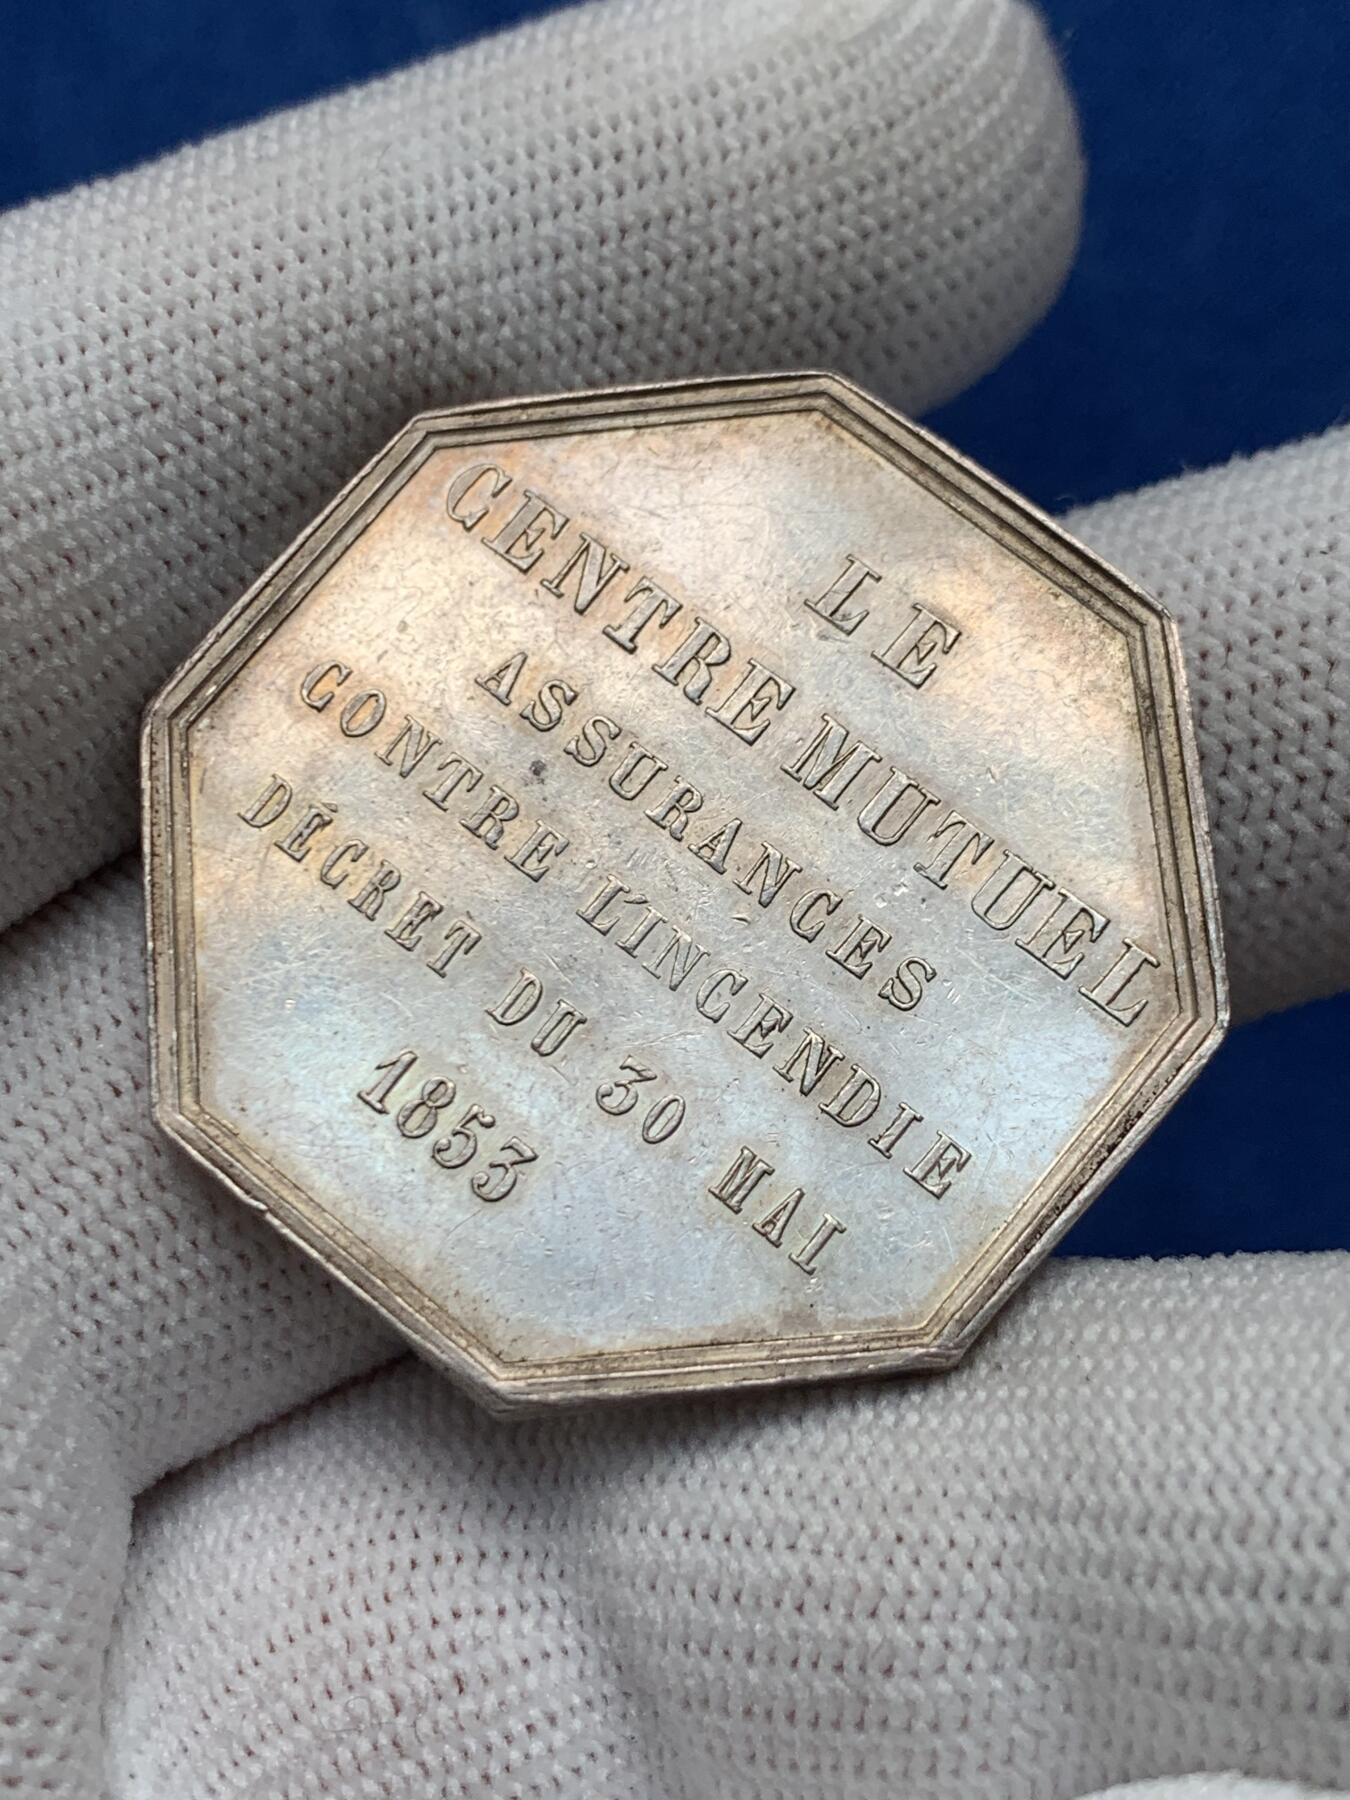 LE
CENTRE MUTUEL
ASSURANCES
CONTRE L'INCENDIE
DÉCRET DU 30 MAI
1853